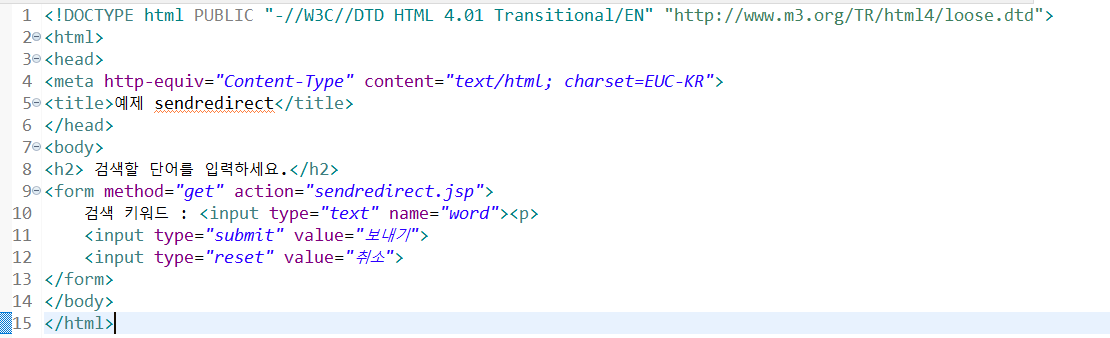 1 <!DOCTYPE html PUBLIC "-//W3C//DTD HTML 4.01 Transitional/EN" "http://www.m3.org/TR/html4/loose.dtd">
2 <html>
3 <head>
4 <meta http-equiv="Content-Type" content="text/html; charset=EUC-KR">
5 <title>예제 sendredirect</title>
6 </head>
7 <body>
8 <h2> 검색할 단어를 입력하세요.</h2>
9 <form method="get" action="sendredirect.jsp">
10     검색 키워드 : <input type="text" name="word"><p>
11     <input type="submit" value="보내기">
12     <input type="reset" value="취소">
13 </form>
14 </body>
15 </html>